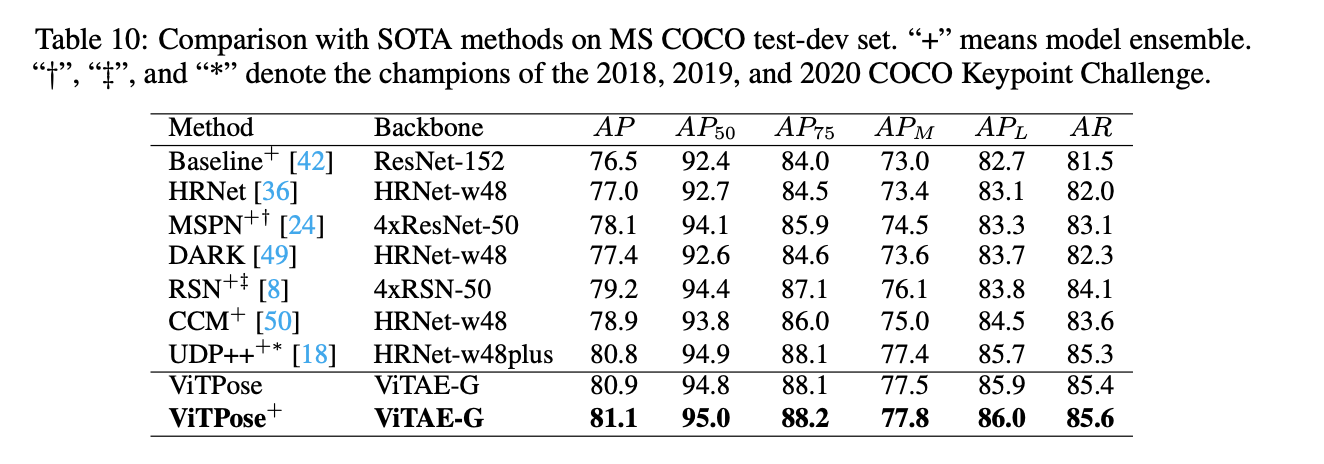 Table 10: Comparison with SOTA methods on MS COCO test-dev set. “+” means model ensemble.
“†”, “‡”, and “*” denote the champions of the 2018, 2019, and 2020 COCO Keypoint Challenge.
Method Backbone AP AP50 AP75 APM APL AR
Baseline+ [42] ResNet-152 76.5 92.4 84.0 73.0 82.7 81.5
HRNet [36] HRNet-w48 77.0 92.7 84.5 73.4 83.1 82.0
MSPN+† [24] 4xResNet-50 78.1 94.1 85.9 74.5 83.3 83.1
DARK [49] HRNet-w48 77.4 92.6 84.6 73.6 83.7 82.3
RSN+‡ [8] 4xRSN-50 79.2 94.4 87.1 76.1 83.8 84.1
CCM+ [50] HRNet-w48 78.9 93.8 86.0 75.0 84.5 83.6
UDP+++* [18] HRNet-w48plus 80.8 94.9 88.1 77.4 85.7 85.3
ViTPose ViTAE-G 80.9 94.8 88.1 77.5 85.9 85.4
ViTPose+ ViTAE-G 81.1 95.0 88.2 77.8 86.0 85.6